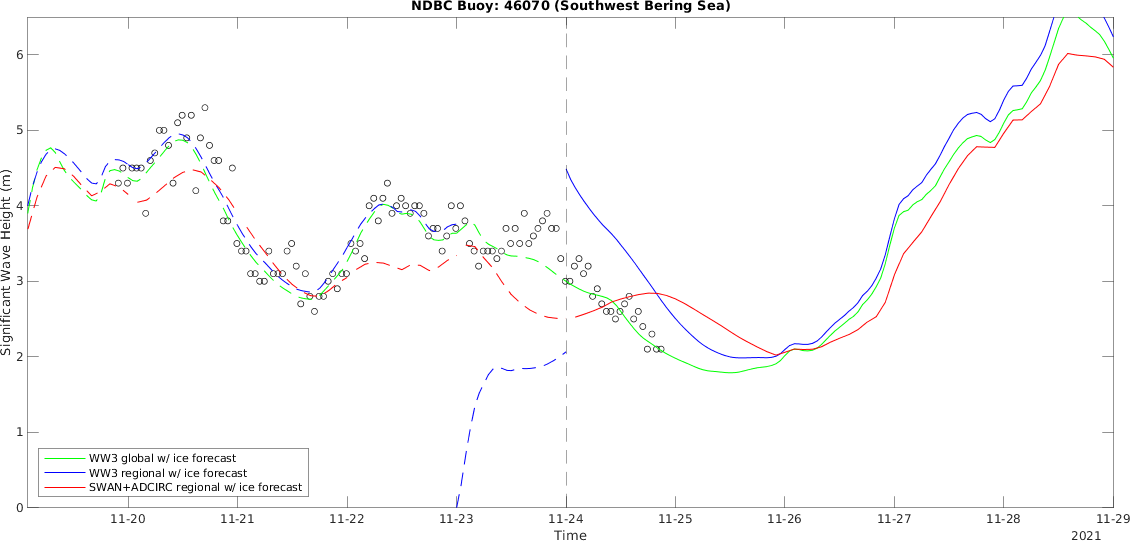 NDBC Buoy: 46070 (Southwest Bering Sea)
Significant Wave Height (m)
6
5
4
3
2
1
0
WW3 global w/ ice forecast
WW3 regional w/ ice forecast
SWAN+ADCIRC regional w/ ice forecast
11-20 11-21 11-22 11-23 11-24 11-25 11-26 11-27 11-28 11-29
Time 2021